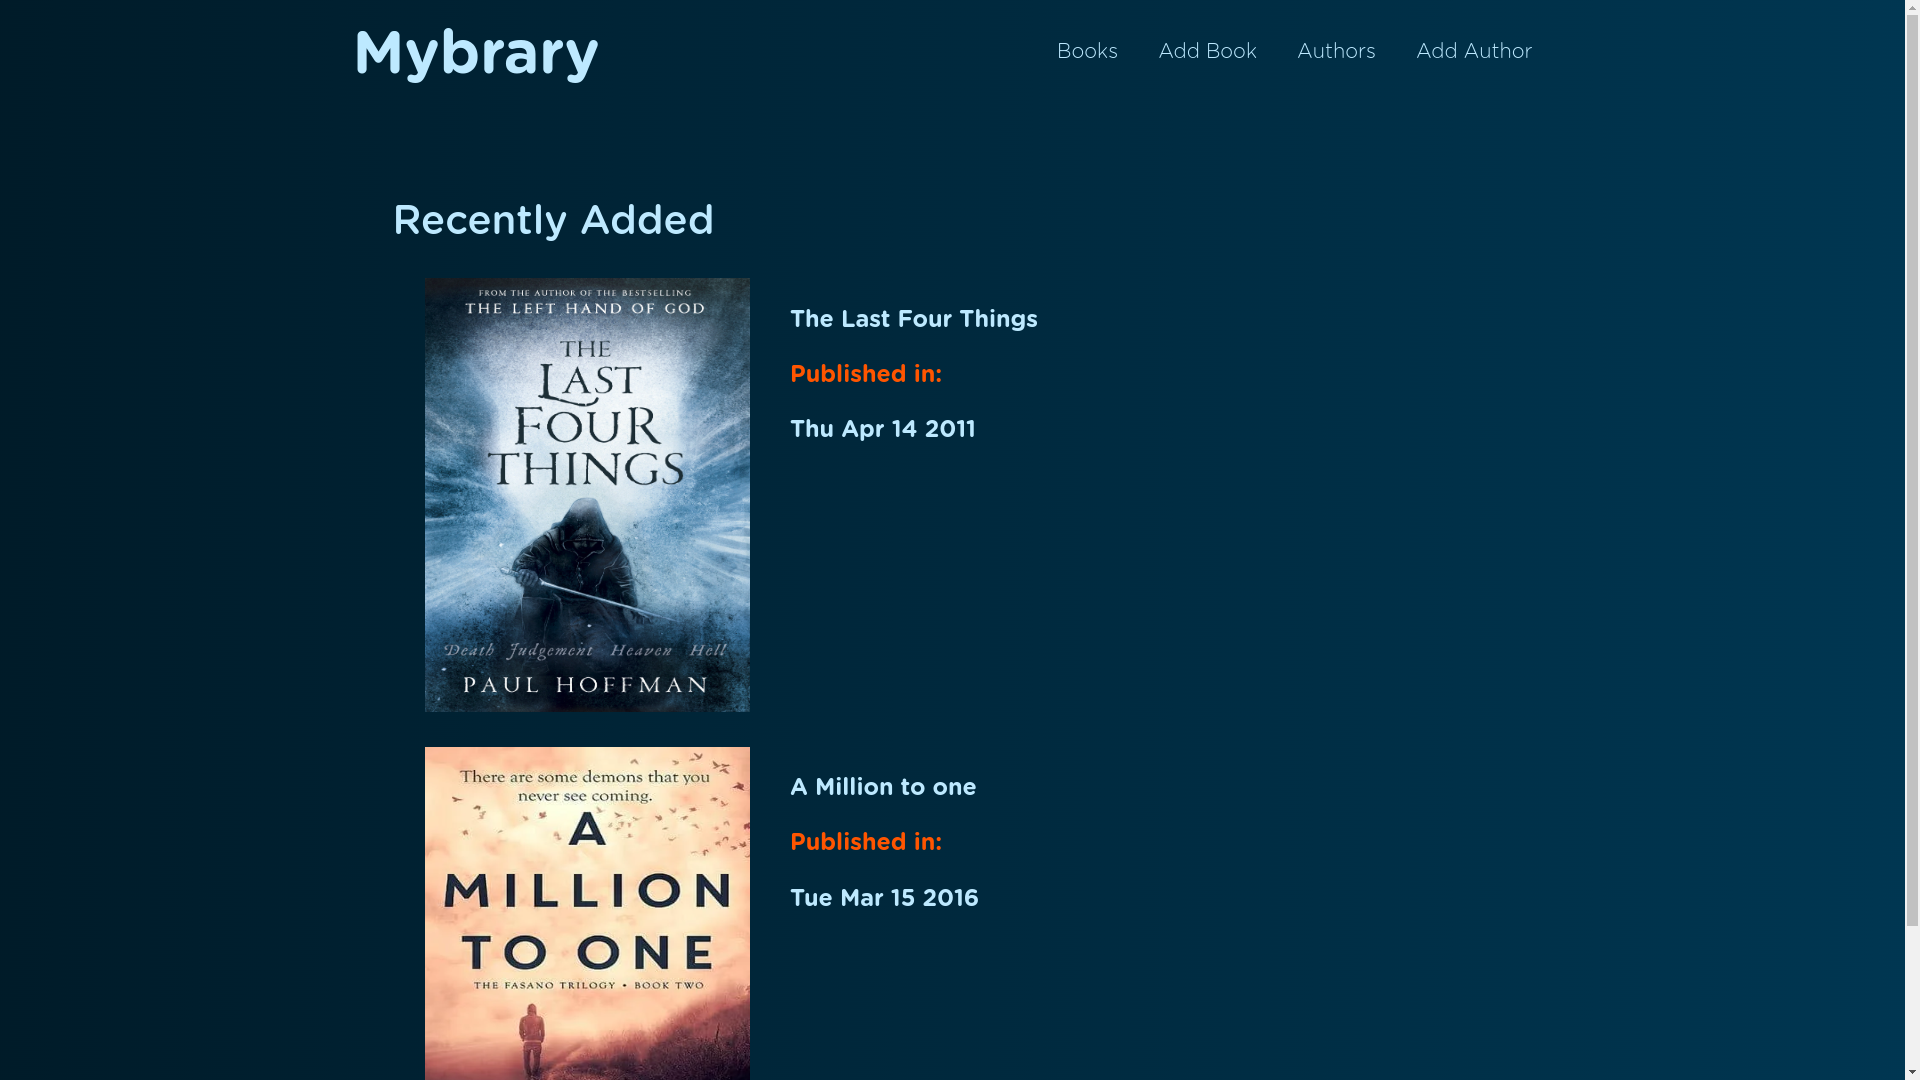 Mybrary
Books
Add Book
Authors
Add Author
Recently Added
FROM THE AUTHOR OF THE BESTSELLING
THE LEFT HAND OF GOD
THE
LAST
FOUR
THINGS
Death Judgement Heaven Hell
PAUL HOFFMAN
The Last Four Things
Published in:
Thu Apr 14 2011
There are some demons that you
never see coming.
A
MILLION
TO ONE
THE FASANO TRILOGY • BOOK TWO
A Million to one
Published in:
Tue Mar 15 2016